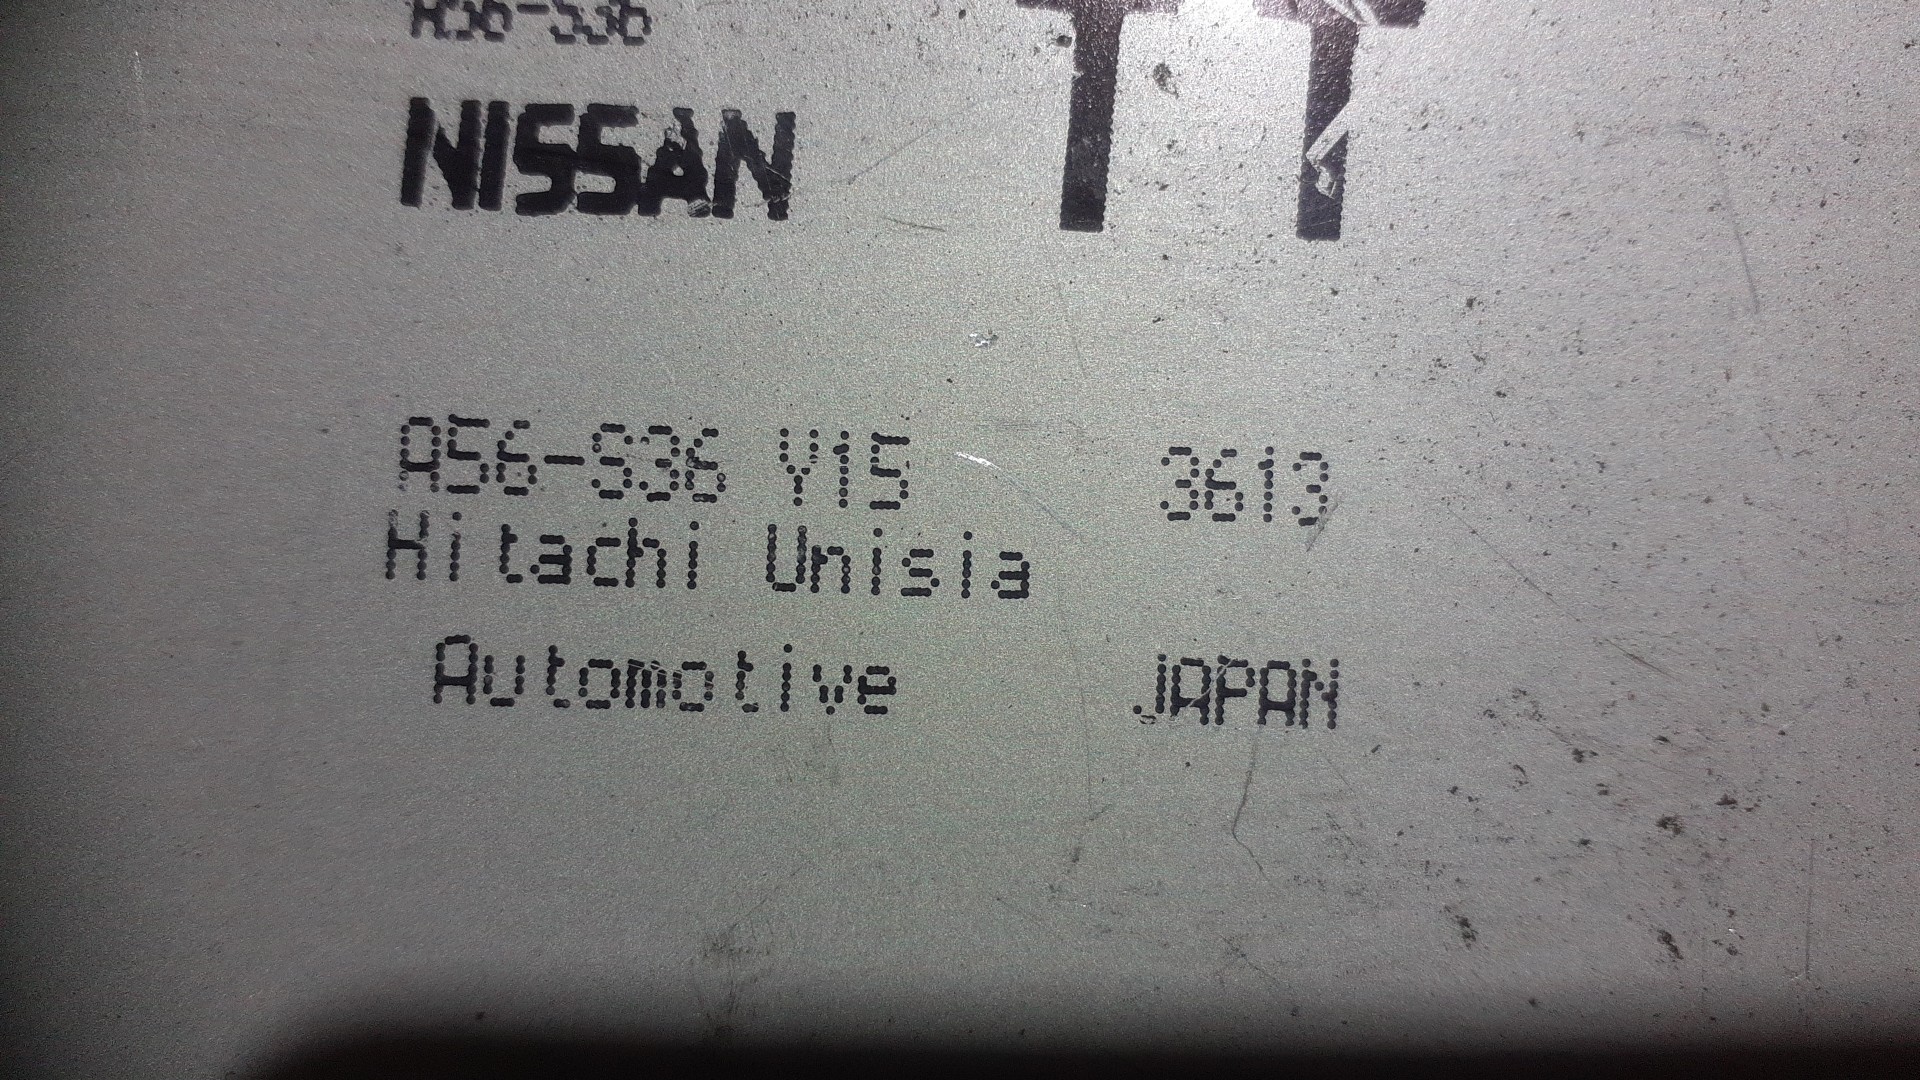 A56-S36
NISSAN
A56-S36 Y15 3613
Hitachi Unisia
Automotive JAPAN